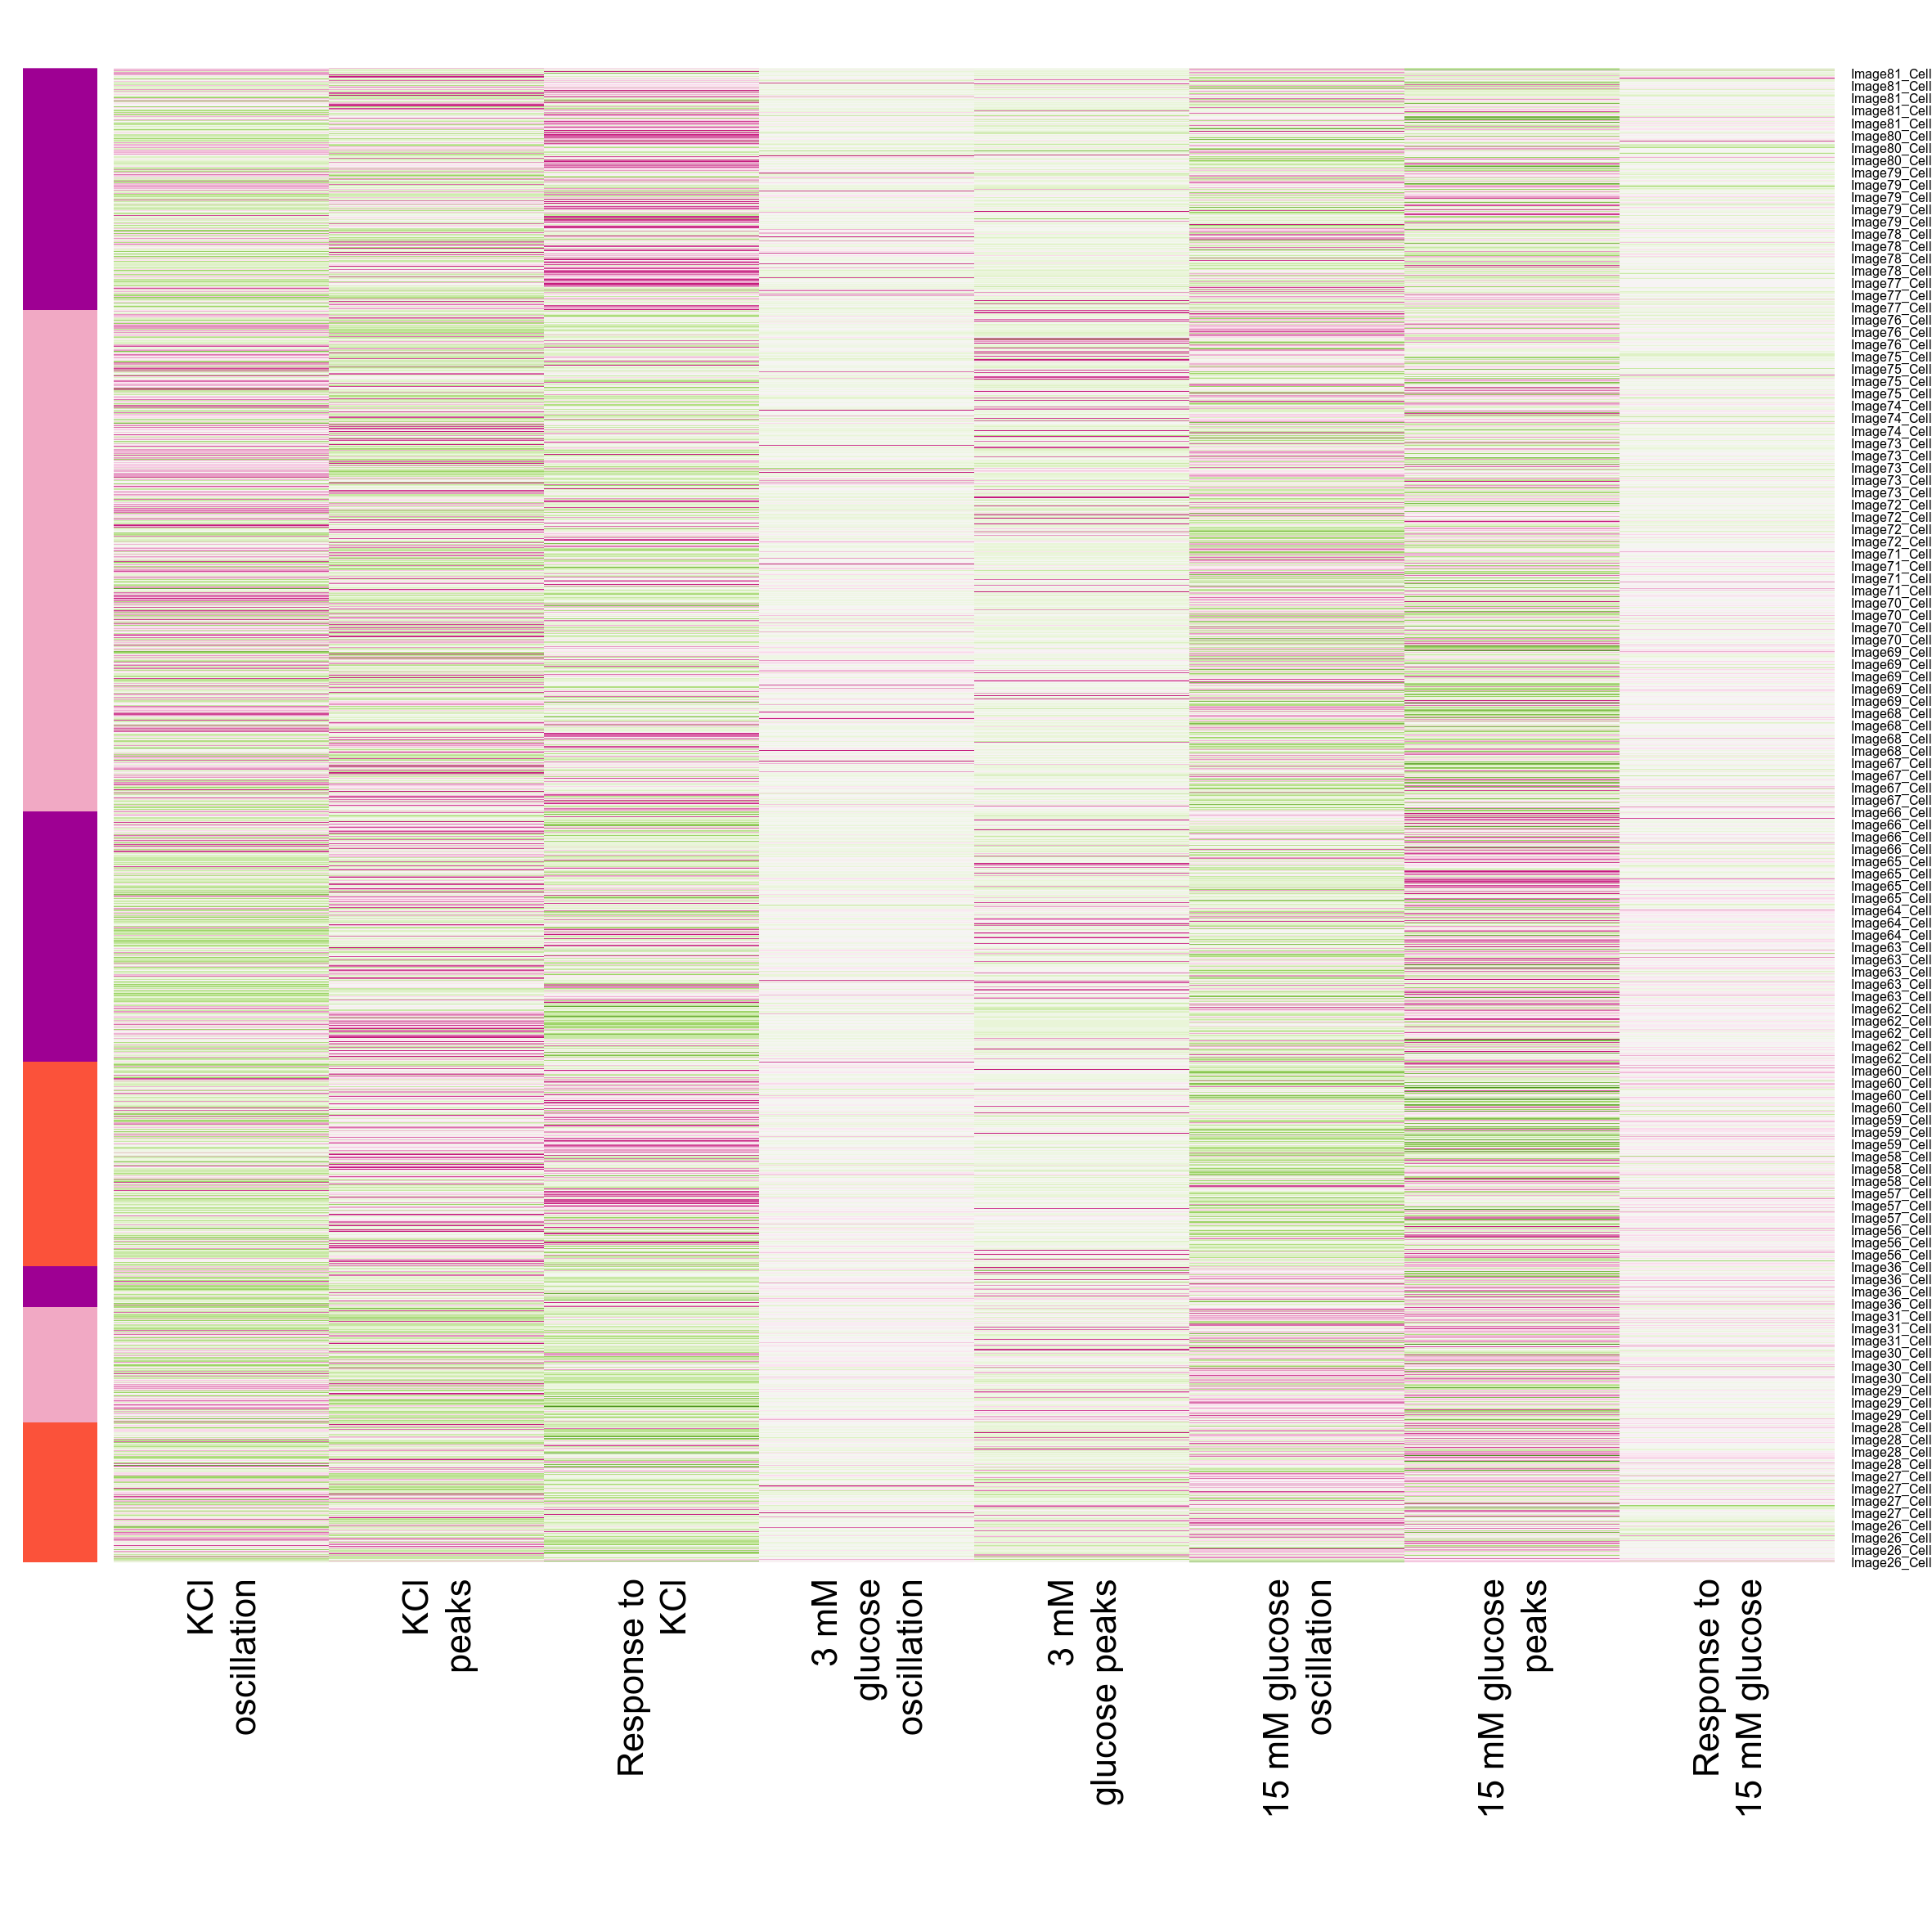 Image81_Cell
Image81_Cell
Image81_Cell
Image81_Cell
Image81_Cell
Image80_Cell
Image80_Cell
Image80_Cell
Image79_Cell
Image79_Cell
Image79_Cell
Image79_Cell
Image79_Cell
Image78_Cell
Image78_Cell
Image78_Cell
Image78_Cell
Image77_Cell
Image77_Cell
Image77_Cell
Image76_Cell
Image76_Cell
Image76_Cell
Image75_Cell
Image75_Cell
Image75_Cell
Image75_Cell
Image74_Cell
Image74_Cell
Image74_Cell
Image73_Cell
Image73_Cell
Image73_Cell
Image73_Cell
Image73_Cell
Image72_Cell
Image72_Cell
Image72_Cell
Image72_Cell
Image71_Cell
Image71_Cell
Image71_Cell
Image71_Cell
Image70_Cell
Image70_Cell
Image70_Cell
Image70_Cell
Image69_Cell
Image69_Cell
Image69_Cell
Image69_Cell
Image69_Cell
Image68_Cell
Image68_Cell
Image68_Cell
Image68_Cell
Image67_Cell
Image67_Cell
Image67_Cell
Image67_Cell
Image66_Cell
Image66_Cell
Image66_Cell
Image66_Cell
Image65_Cell
Image65_Cell
Image65_Cell
Image65_Cell
Image64_Cell
Image64_Cell
Image64_Cell
Image63_Cell
Image63_Cell
Image63_Cell
Image63_Cell
Image63_Cell
Image62_Cell
Image62_Cell
Image62_Cell
Image62_Cell
Image62_Cell
Image60_Cell
Image60_Cell
Image60_Cell
Image60_Cell
Image59_Cell
Image59_Cell
Image59_Cell
Image58_Cell
Image58_Cell
Image58_Cell
Image57_Cell
Image57_Cell
Image57_Cell
Image56_Cell
Image56_Cell
Image56_Cell
Image36_Cell
Image36_Cell
Image36_Cell
Image36_Cell
Image31_Cell
Image31_Cell
Image31_Cell
Image30_Cell
Image30_Cell
Image30_Cell
Image29_Cell
Image29_Cell
Image29_Cell
Image28_Cell
Image28_Cell
Image28_Cell
Image28_Cell
Image27_Cell
Image27_Cell
Image27_Cell
Image27_Cell
Image26_Cell
Image26_Cell
Image26_Cell
Image26_Cell
KCl
oscillation
KCl
peaks
Response to
KCl
3 mM
glucose
oscillation
3 mM
glucose peaks
15 mM glucose
oscillation
15 mM glucose
peaks
Response to
15 mM glucose